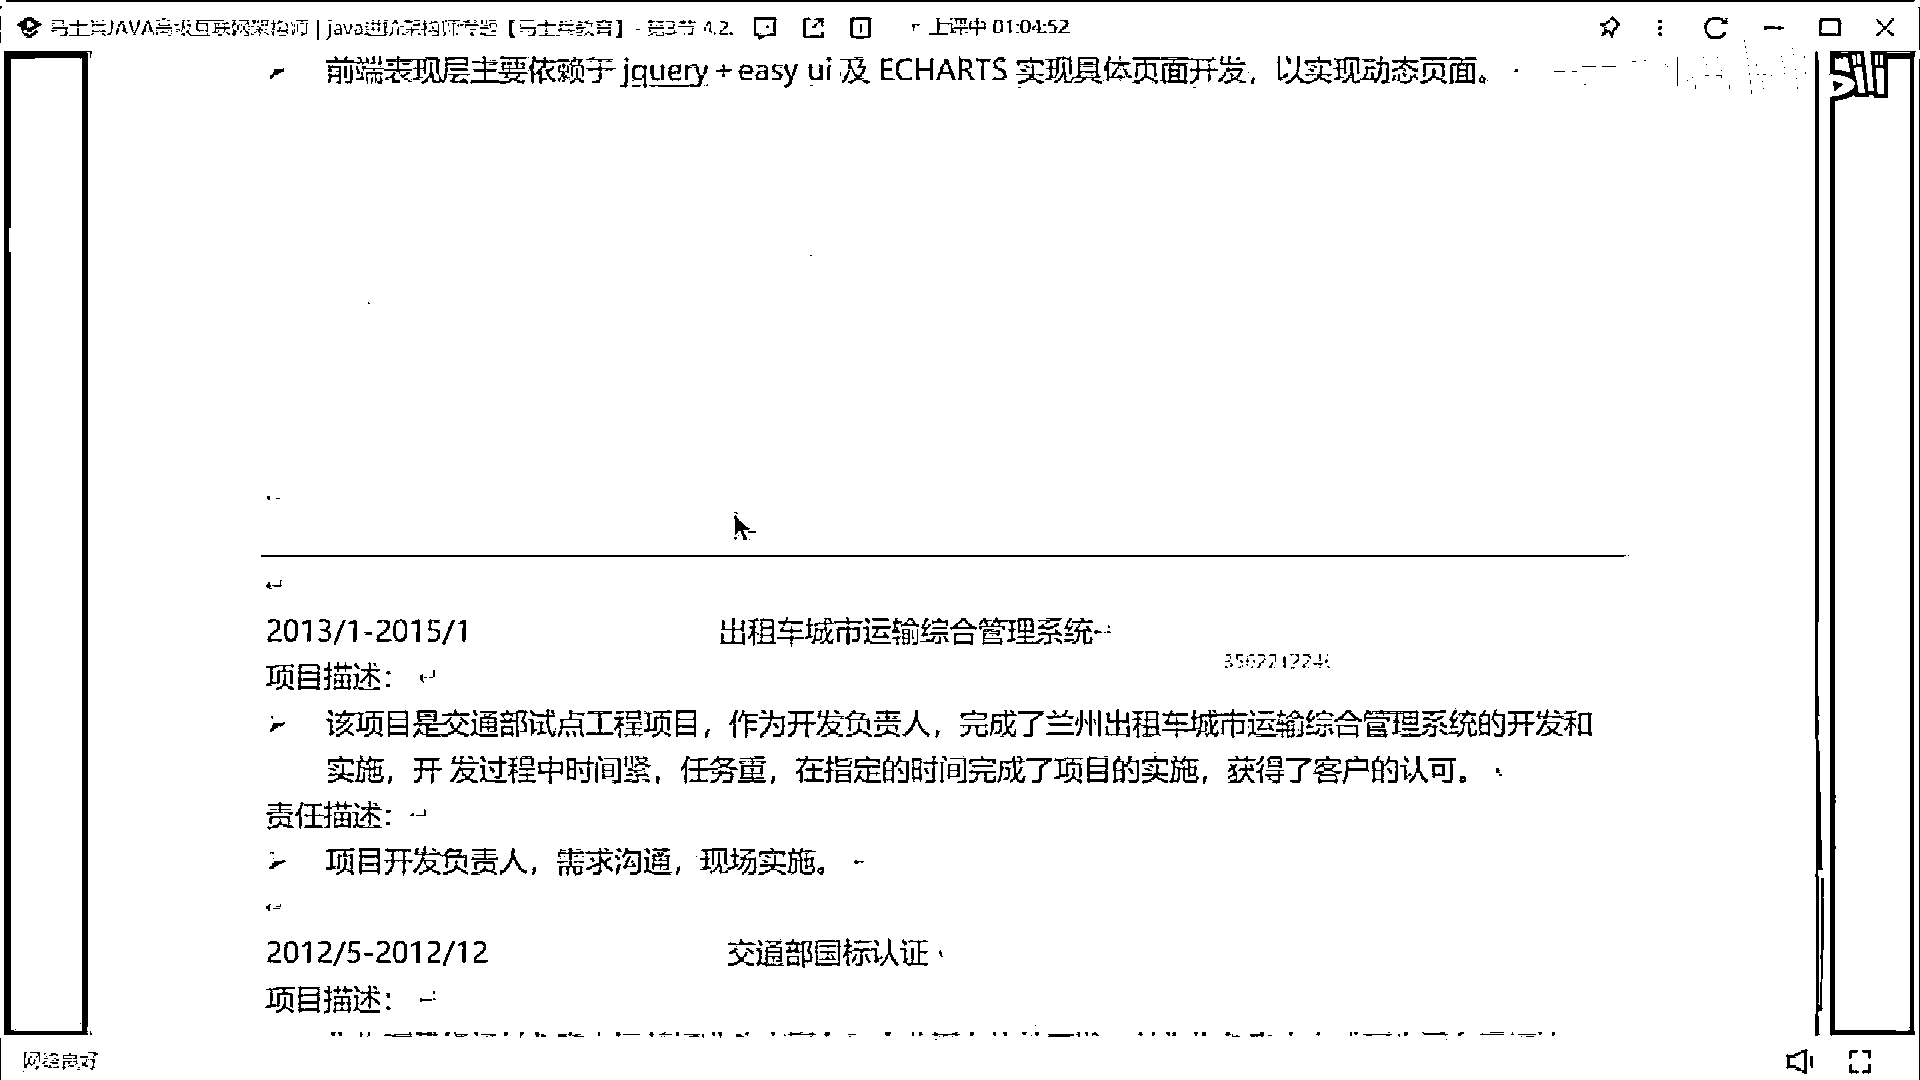 马士兵JAVA高级互联网架构师 | java进阶架构师专题【马士兵教育】- 第3节 4.2. 上课中 01:04:52
➢ 前端表现层主要依赖于 jquery + easy ui 及 ECHARTS 实现具体页面开发，以实现动态页面。
2013/1-2015/1 出租车城市运输综合管理系统
项目描述：
➢ 该项目是交通部试点工程项目，作为开发负责人，完成了兰州出租车城市运输综合管理系统的开发和
实施，开 发过程中时间紧，任务重，在指定的时间完成了项目的实施，获得了客户的认可。
责任描述：
➢ 项目开发负责人，需求沟通，现场实施。
2012/5-2012/12 交通部国标认证
项目描述：
网络良好